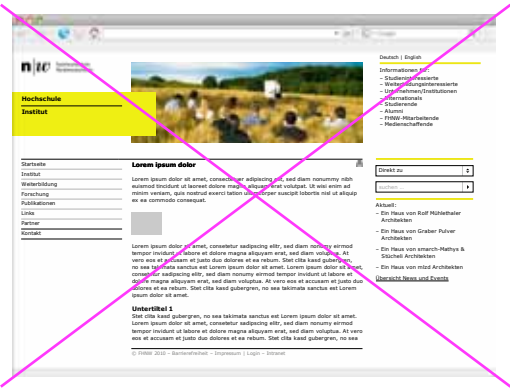 n|w
Deutsch | English
Informationen für:
– Studieninteressierte
– Weiterbildungsinteressierte
– Unternehmen/Institutionen
– Internationals
– Studierende
– Alumni
– FHNW-Mitarbeitende
– Medienschaffende
Hochschule
Institut
Startseite
Institut
Weiterbildung
Forschung
Publikationen
Links
Partner
Kontakt
Lorem ipsum dolor
Lorem ipsum dolor sit amet, consectetuer adipiscing elit, sed diam nonummy nibh
euismod tincidunt ut laoreet dolore magna aliquam erat volutpat. Ut wisi enim ad
minim veniam, quis nostrud exerci tation ullamcorper suscipit lobortis nisl ut aliquip
ex ea commodo consequat.
Lorem ipsum dolor sit amet, consetetur sadipscing elitr, sed diam nonumy eirmod
tempor invidunt ut labore et dolore magna aliquyam erat, sed diam voluptua. At
vero eos et accusam et justo duo dolores et ea rebum. Stet clita kasd gubergren,
no sea takimata sanctus est Lorem ipsum dolor sit amet. Lorem ipsum dolor sit amet,
consetetur sadipscing elitr, sed diam nonumy eirmod tempor invidunt ut labore et
dolore magna aliquyam erat, sed diam voluptua. At vero eos et accusam et justo duo
dolores et ea rebum. Stet clita kasd gubergren, no sea takimata sanctus est Lorem
ipsum dolor sit amet.
Untertiltel 1
Stet clita kasd gubergren, no sea takimata sanctus est Lorem ipsum dolor sit amet.
Lorem ipsum dolor sit amet, consetetur sadipscing elitr, sed diam nonumy eirmod
tempor invidunt ut labore et dolore magna aliquyam erat, sed diam voluptua. At vero
eos et accusam et justo duo dolores et ea rebum. Stet clita kasd gubergren, no sea
© FHNW 2010 – Barrierefreiheit – Impressum | Login – Intranet
Direkt zu
suchen ...
Aktuell:
– Ein Haus von Rolf Mühlethaler
Architekten
– Ein Haus von Graber Pulver
Architekten
– Ein Haus von smarch-Mathys &
Stücheli Architekten
– Ein Haus von mlzd Architekten
Übersicht News und Events